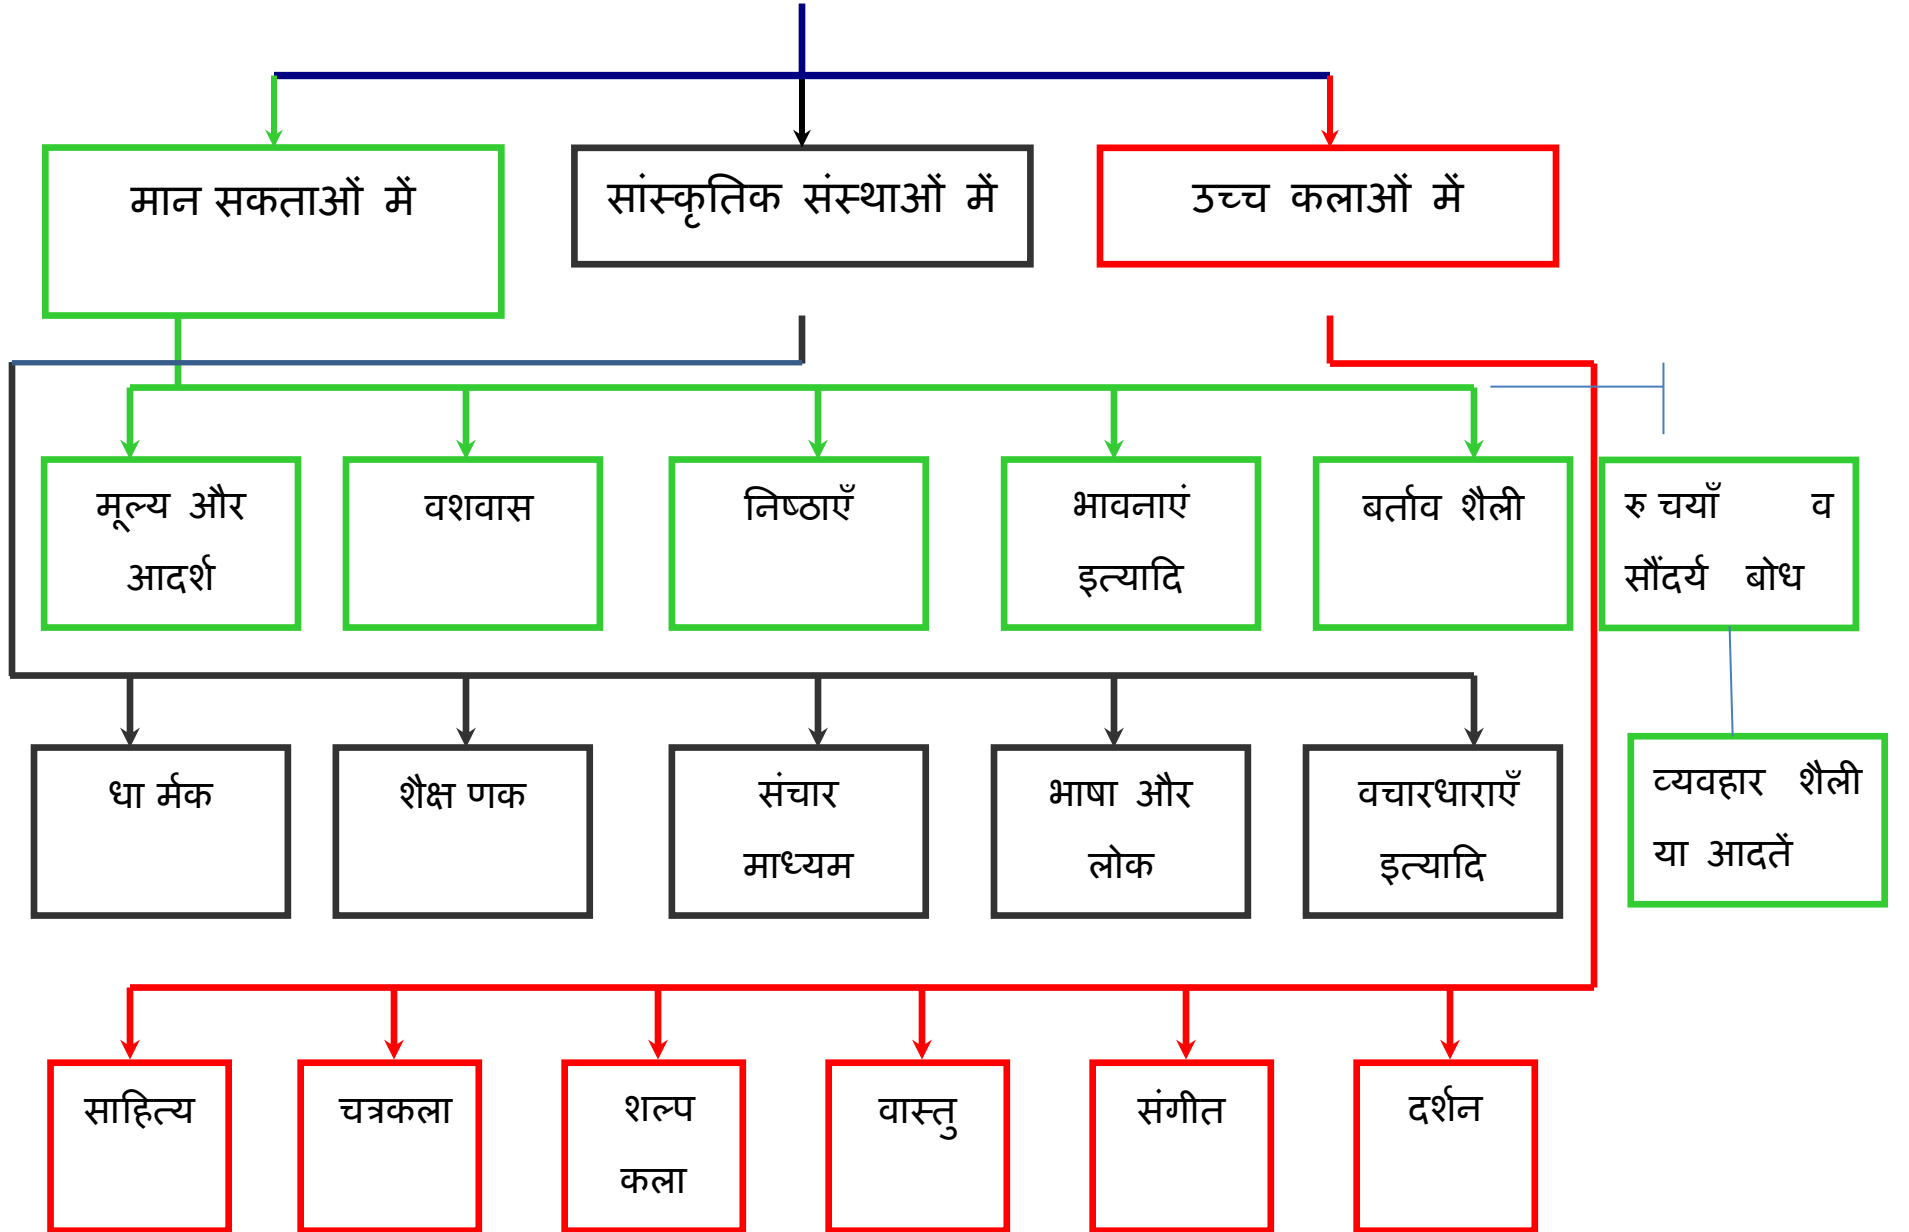 मान सकताओं में
सांस्कृतिक संस्थाओं में
उच्च कलाओं में
मूल्य और
आदर्श
वशवास
निष्ठाएँ
भावनाएं
इत्यादि
बर्ताव शैली
रु चयाँ व
सौंदर्य बोध
धा र्मक
शैक्ष णक
संचार
माध्यम
भाषा और
लोक
वचारधाराएँ
इत्यादि
व्यवहार शैली
या आदतें
साहित्य
चत्रकला
शल्प
कला
वास्तु
संगीत
दर्शन